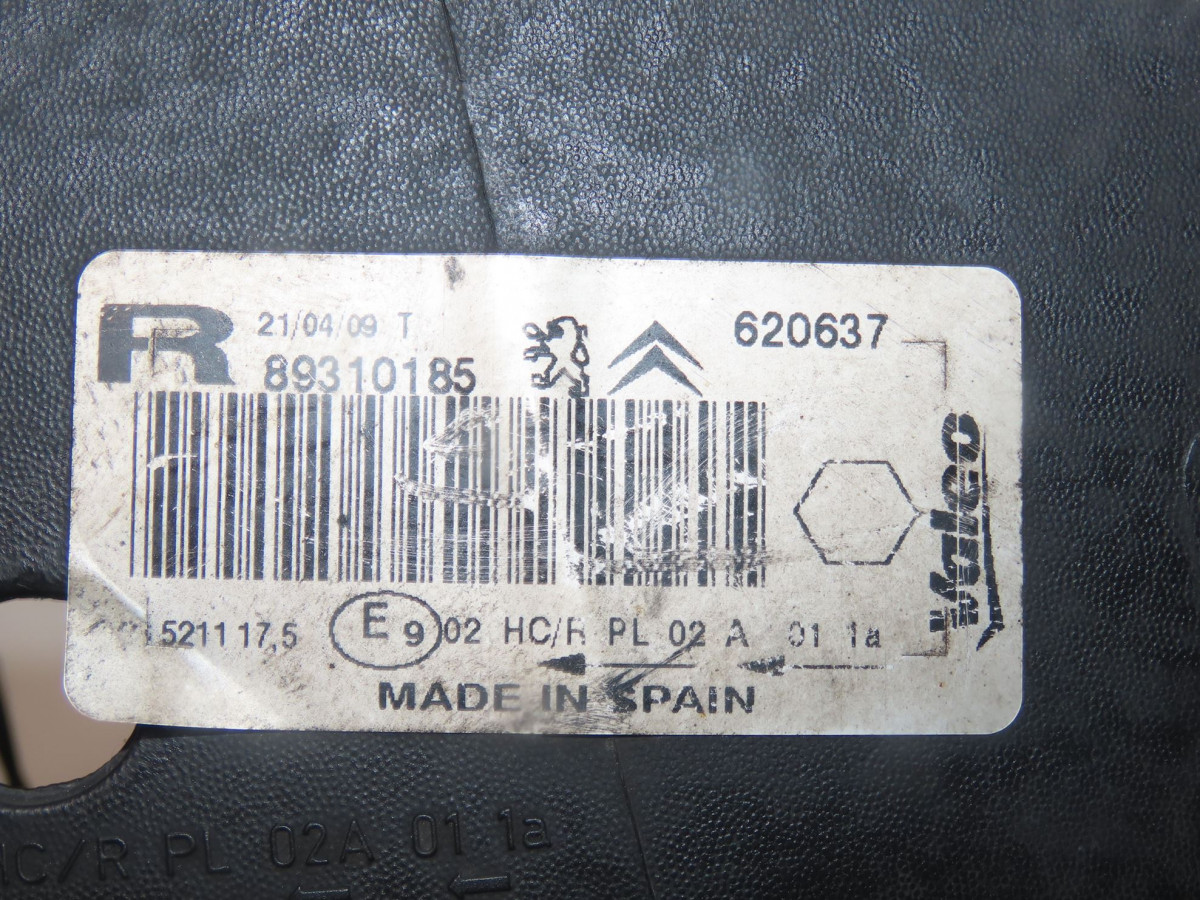 R 21/04/09 T 620637
89310185
Valeo
5211 17,5 E 9 02 HC/R PL 02 A 01 1a
MADE IN SPAIN
HC/R PL 02A 01 1a